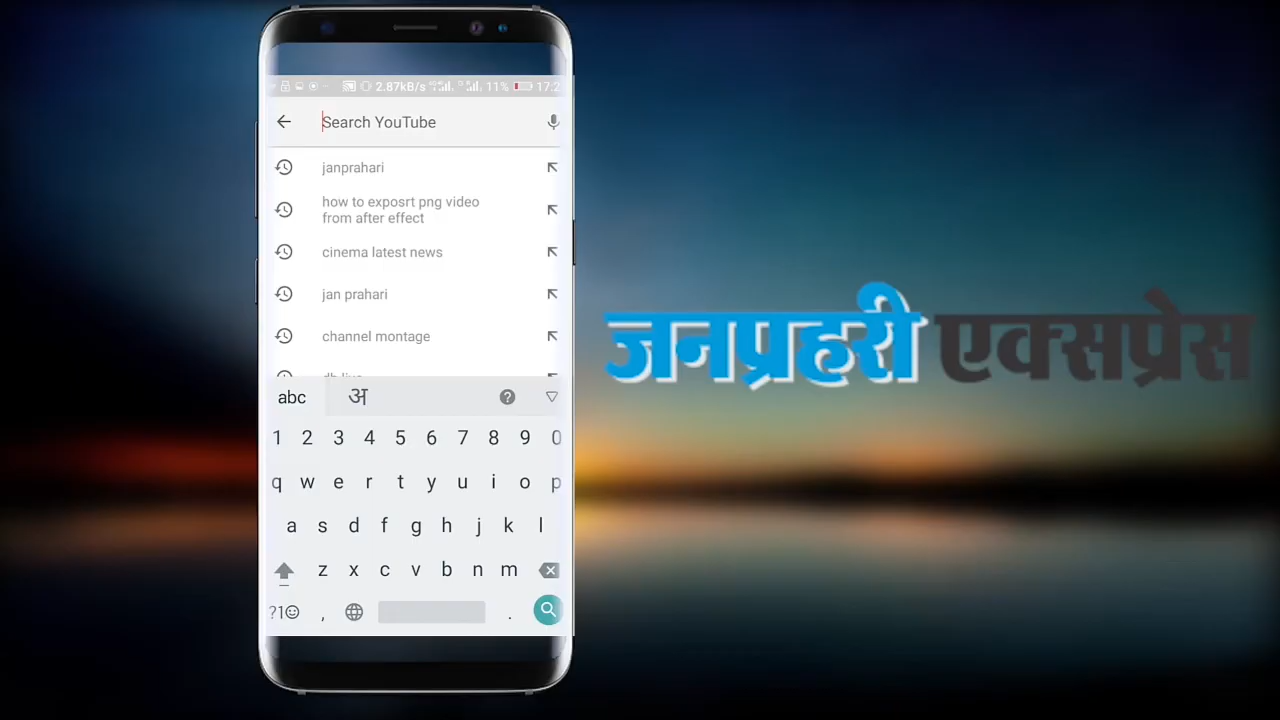 2.87kB/s 11% 17:2
Search YouTube
janprahari
how to exposrt png video
from after effect
cinema latest news
jan prahari
channel montage
abc अ
1 2 3 4 5 6 7 8 9 0
q w e r t y u i o p
a s d f g h j k l
z x c v b n m
?1☺ , .
जनप्रहरी एक्सप्रेस